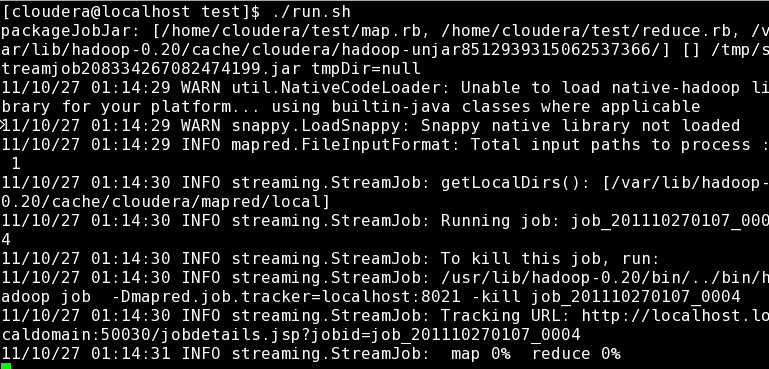 [cloudera@localhost test]$ ./run.sh
packageJobJar: [/home/cloudera/test/map.rb, /home/cloudera/test/reduce.rb, /v
ar/lib/hadoop-0.20/cache/cloudera/hadoop-unjar8512939315062537366/] [] /tmp/s
treamjob208334267082474199.jar tmpDir=null
11/10/27 01:14:29 WARN util.NativeCodeLoader: Unable to load native-hadoop li
brary for your platform... using builtin-java classes where applicable
11/10/27 01:14:29 WARN snappy.LoadSnappy: Snappy native library not loaded
11/10/27 01:14:29 INFO mapred.FileInputFormat: Total input paths to process :
 1
11/10/27 01:14:30 INFO streaming.StreamJob: getLocalDirs(): [/var/lib/hadoop-
0.20/cache/cloudera/mapred/local]
11/10/27 01:14:30 INFO streaming.StreamJob: Running job: job_201110270107_000
4
11/10/27 01:14:30 INFO streaming.StreamJob: To kill this job, run:
11/10/27 01:14:30 INFO streaming.StreamJob: /usr/lib/hadoop-0.20/bin/../bin/h
adoop job  -Dmapred.job.tracker=localhost:8021 -kill job_201110270107_0004
11/10/27 01:14:30 INFO streaming.StreamJob: Tracking URL: http://localhost.lo
caldomain:50030/jobdetails.jsp?jobid=job_201110270107_0004
11/10/27 01:14:31 INFO streaming.StreamJob:  map 0%  reduce 0%